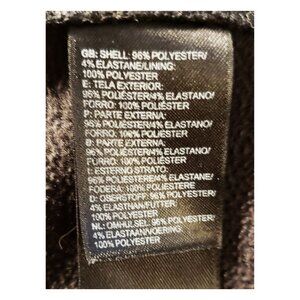 GB: SHELL: 96% POLYESTER/
4% ELASTANE/LINING:
100% POLYESTER
E: TELA EXTERIOR:
96% POLIÉSTER/4% ELASTANO/
FORRO: 100% POLIÉSTER
P: PARTE EXTERNA:
96% POLIÉSTER/4% ELASTANO/
FORRO: 100% POLIÉSTER
B: PARTE EXTERNA:
96% POLIÉSTER/4% ELASTANO/
FORRO: 100% POLIÉSTER
I: ESTERNO STRATO:
96% POLIESTERE/4% ELASTANE/
FODERA: 100% POLIESTERE
D: OBERSTOFF: 96% POLYESTER/
4% ELASTHAN/FUTTER:
100% POLYESTER
NL: OMHULSEL: 96% POLYESTER/
4% ELASTAAN/VOERING:
100% POLYESTER